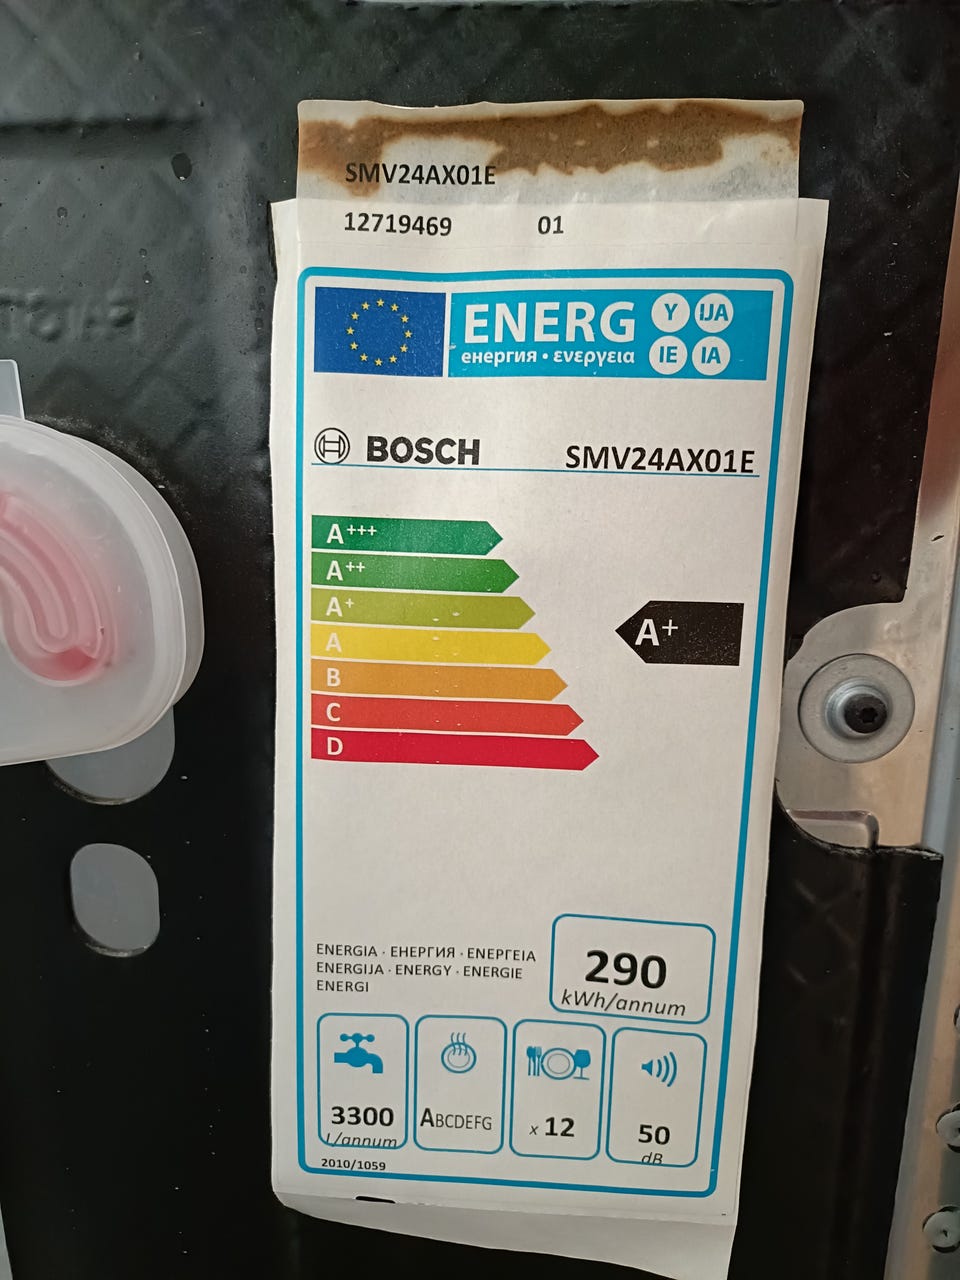 SMV24AX01E
12719469 01
ENERG Y IJA
енергия · ενεργεια IE IA
BOSCH SMV24AX01E
A+++
A++
A+
A+
A
B
C
D
ENERGIA · ЕНЕРГИЯ · ΕΝΕΡΓΕΙΑ
ENERGIJA · ENERGY · ENERGIE
ENERGI
290
kWh/annum
3300
L/annum
ABCDEFG
x 12
50
dB
2010/1059